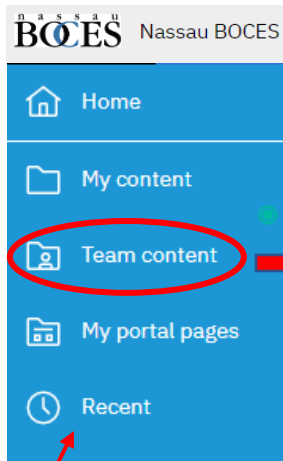 nassau
BOCES Nassau BOCES
Home
My content
Team content
My portal pages
Recent